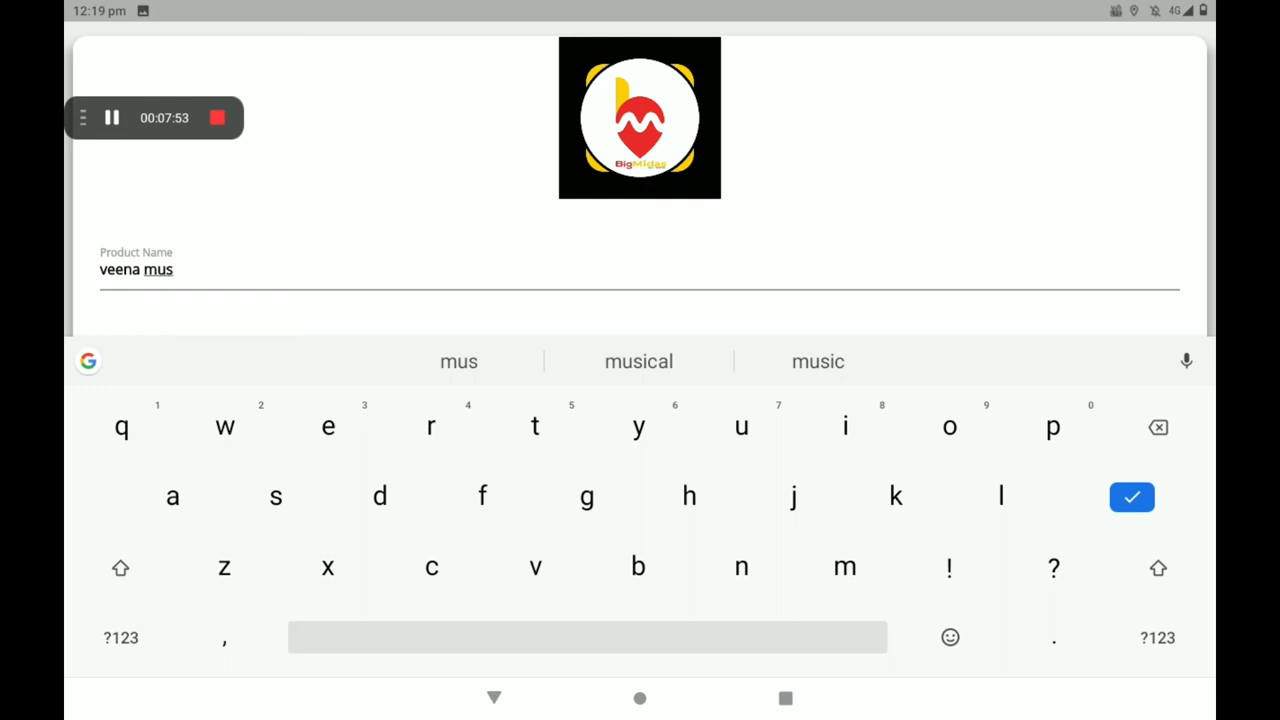 12:19 pm
4G
00:07:53
BigMidas
Product Name
veena mus
mus musical music
1 2 3 4 5 6 7 8 9 0
q w e r t y u i o p
a s d f g h j k l
z x c v b n m ! ?
?123 , . ?123